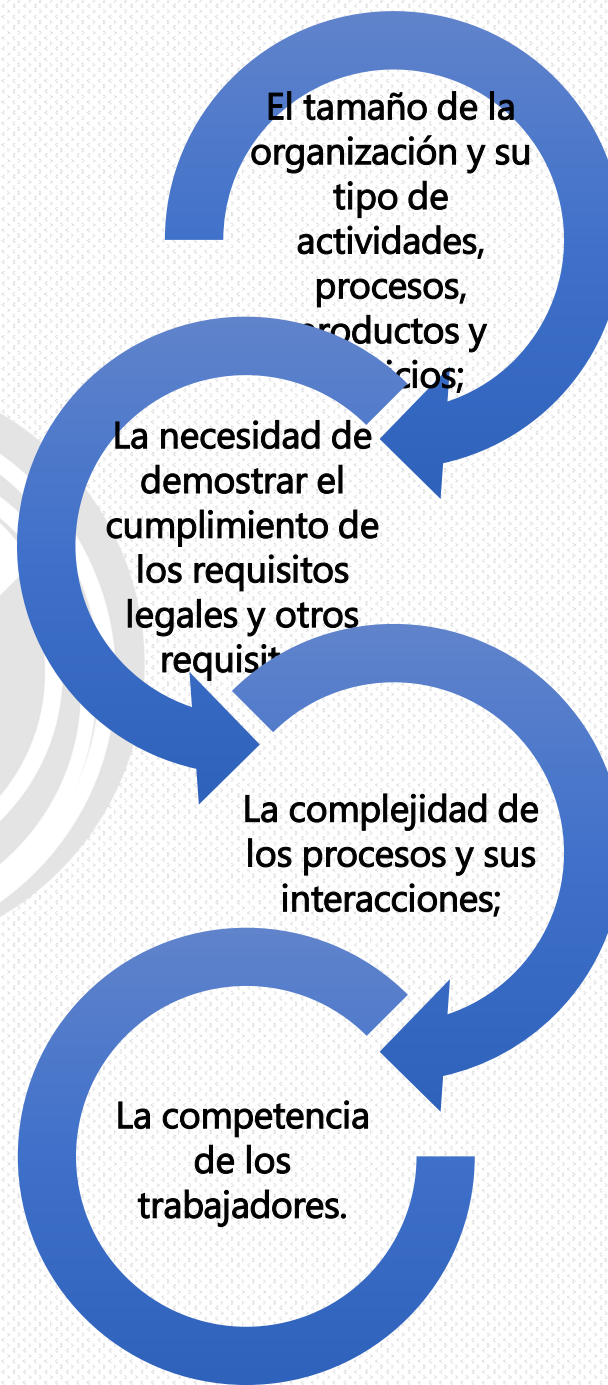 El tamaño de la
organización y su
tipo de
actividades,
procesos,
productos y
La necesidad de
demostrar el
cumplimiento de
los requisitos
legales y otros
La complejidad de
los procesos y sus
interacciones;
La competencia
de los
trabajadores.